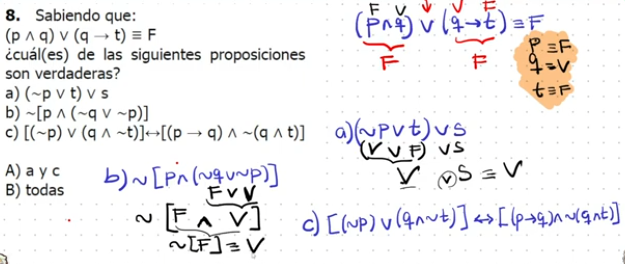 8. Sabiendo que:
(p ∧ q) ∨ (q → t) ≡ F
¿cuál(es) de las siguientes proposiciones
son verdaderas?
a) (~p ∨ t) ∨ s
b) ~[p ∧ (~q ∨ ~p)]
c) [(~p) ∨ (q ∧ ~t)]↔[(p → q) ∧ ~(q ∧ t)]
A) a y c
B) todas
F V V F
(p∧q) ∨ (q→t) ≡ F
F F
p ≡ F
q = V
t ≡ F
a) (~p∨t) ∨ s
(V ∨ F) ∨ s
V ∨ s ≡ V
b) ~ [p∧(~q∨~p)]
F ∨ V
~ [F ∧ V]
~[F] ≡ V
c) [(~p) ∨ (q∧~t)] ↔ [(p→q)∧~(q∧t)]